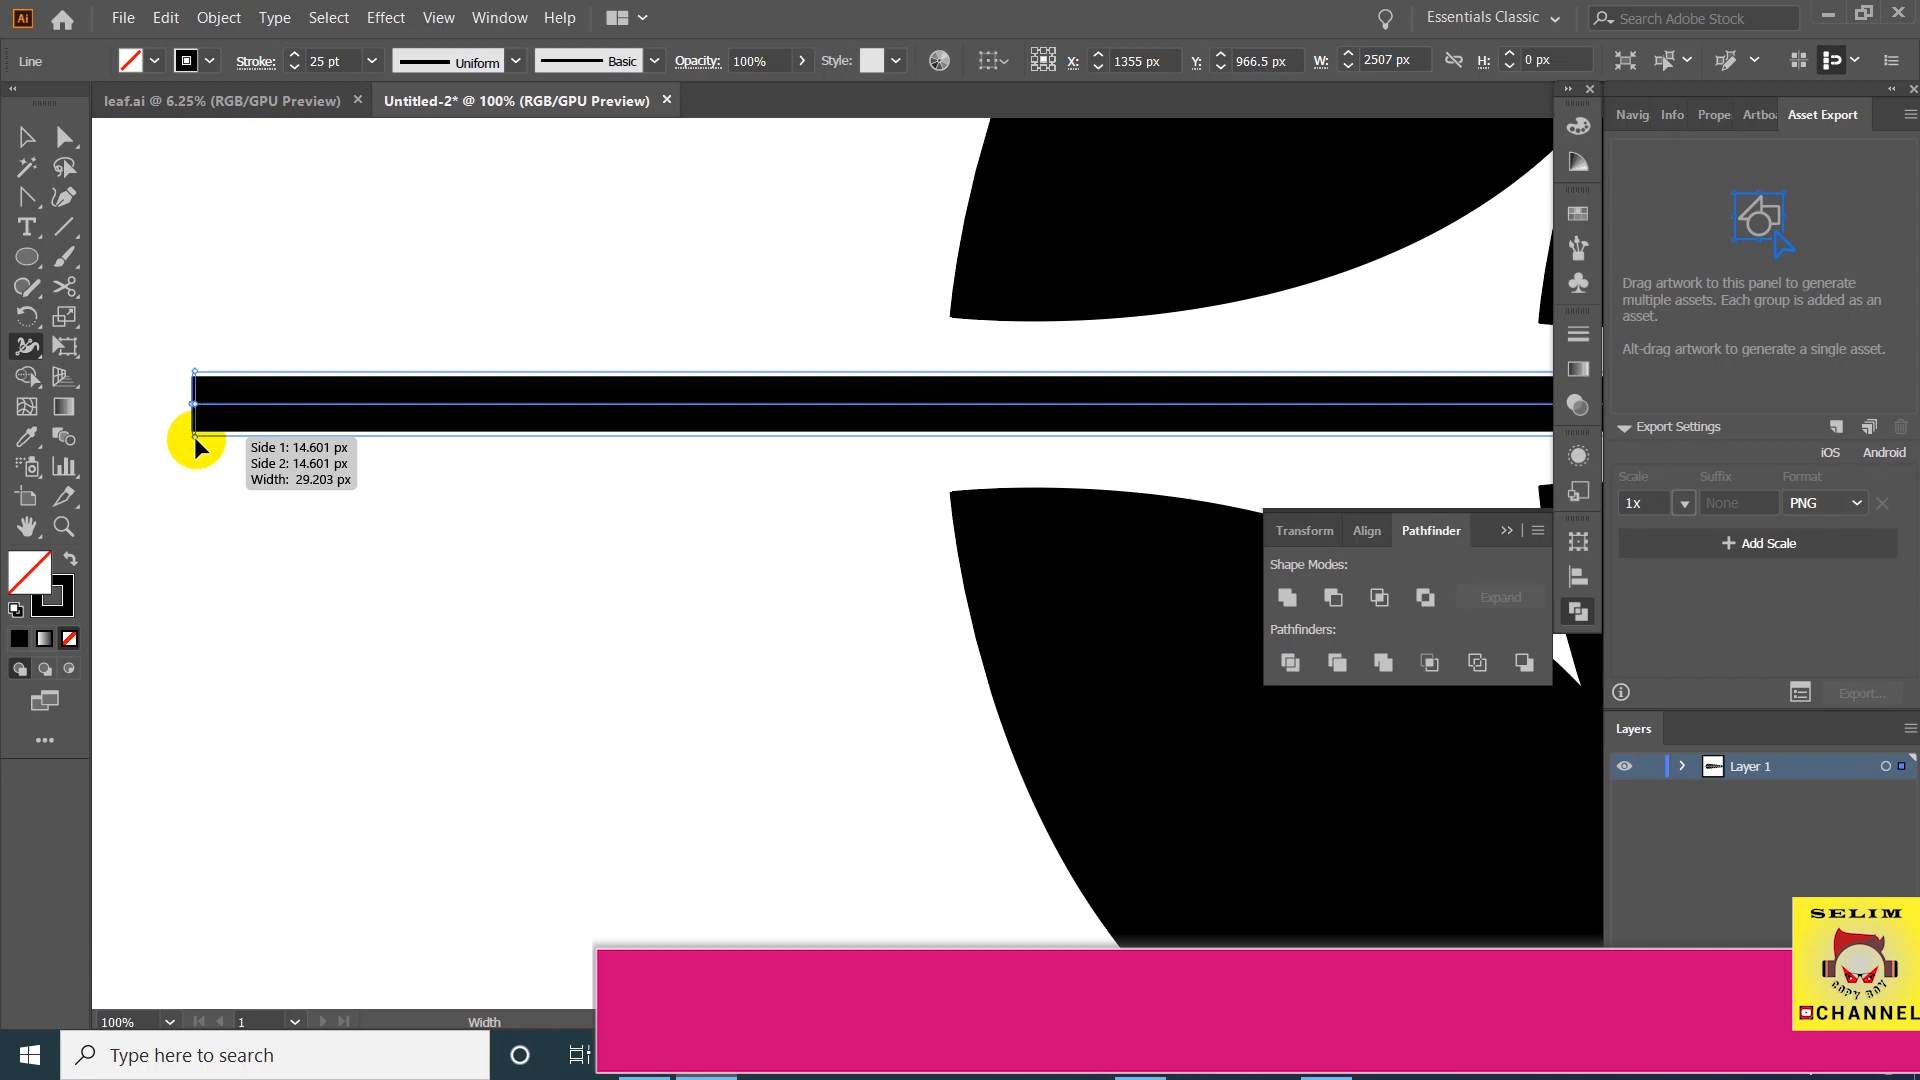 Ai File Edit Object Type Select Effect View Window Help Essentials Classic Search Adobe Stock
Line Stroke: 25 pt Uniform Basic Opacity: 100% Style: X: 1355 px Y: 966.5 px W: 2507 px H: 0 px
leaf.ai @ 6.25% (RGB/GPU Preview) Untitled-2* @ 100% (RGB/GPU Preview)
Navig Info Prope Artboa Asset Export
Drag artwork to this panel to generate
multiple assets. Each group is added as an
asset.
Alt-drag artwork to generate a single asset.
Side 1: 14.601 px
Side 2: 14.601 px
Width: 29.203 px
Export Settings
iOS Android
Scale Suffix Format
1x None PNG
+ Add Scale
Transform Align Pathfinder
Shape Modes:
Expand
Pathfinders:
Export...
Layers
Layer 1
SELIM
COPY BOY
CHANNEL
100% 1 Width
Type here to search